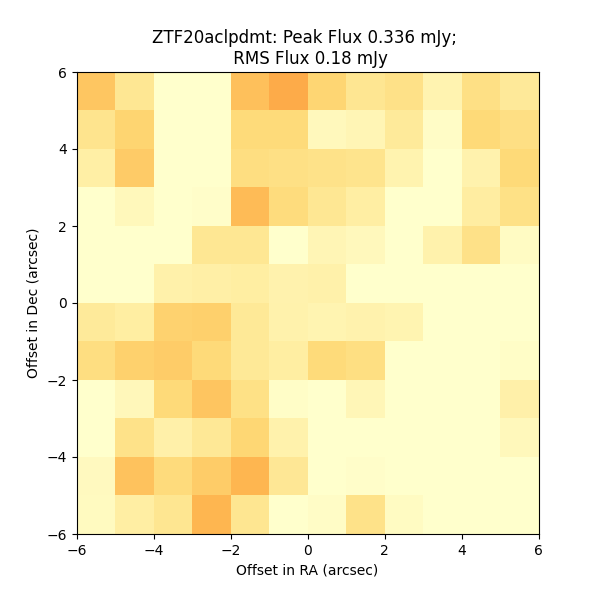 ZTF20aclpdmt: Peak Flux 0.336 mJy;
RMS Flux 0.18 mJy
6
4
2
0
−2
−4
−6
Offset in Dec (arcsec)
−6 −4 −2 0 2 4 6
Offset in RA (arcsec)